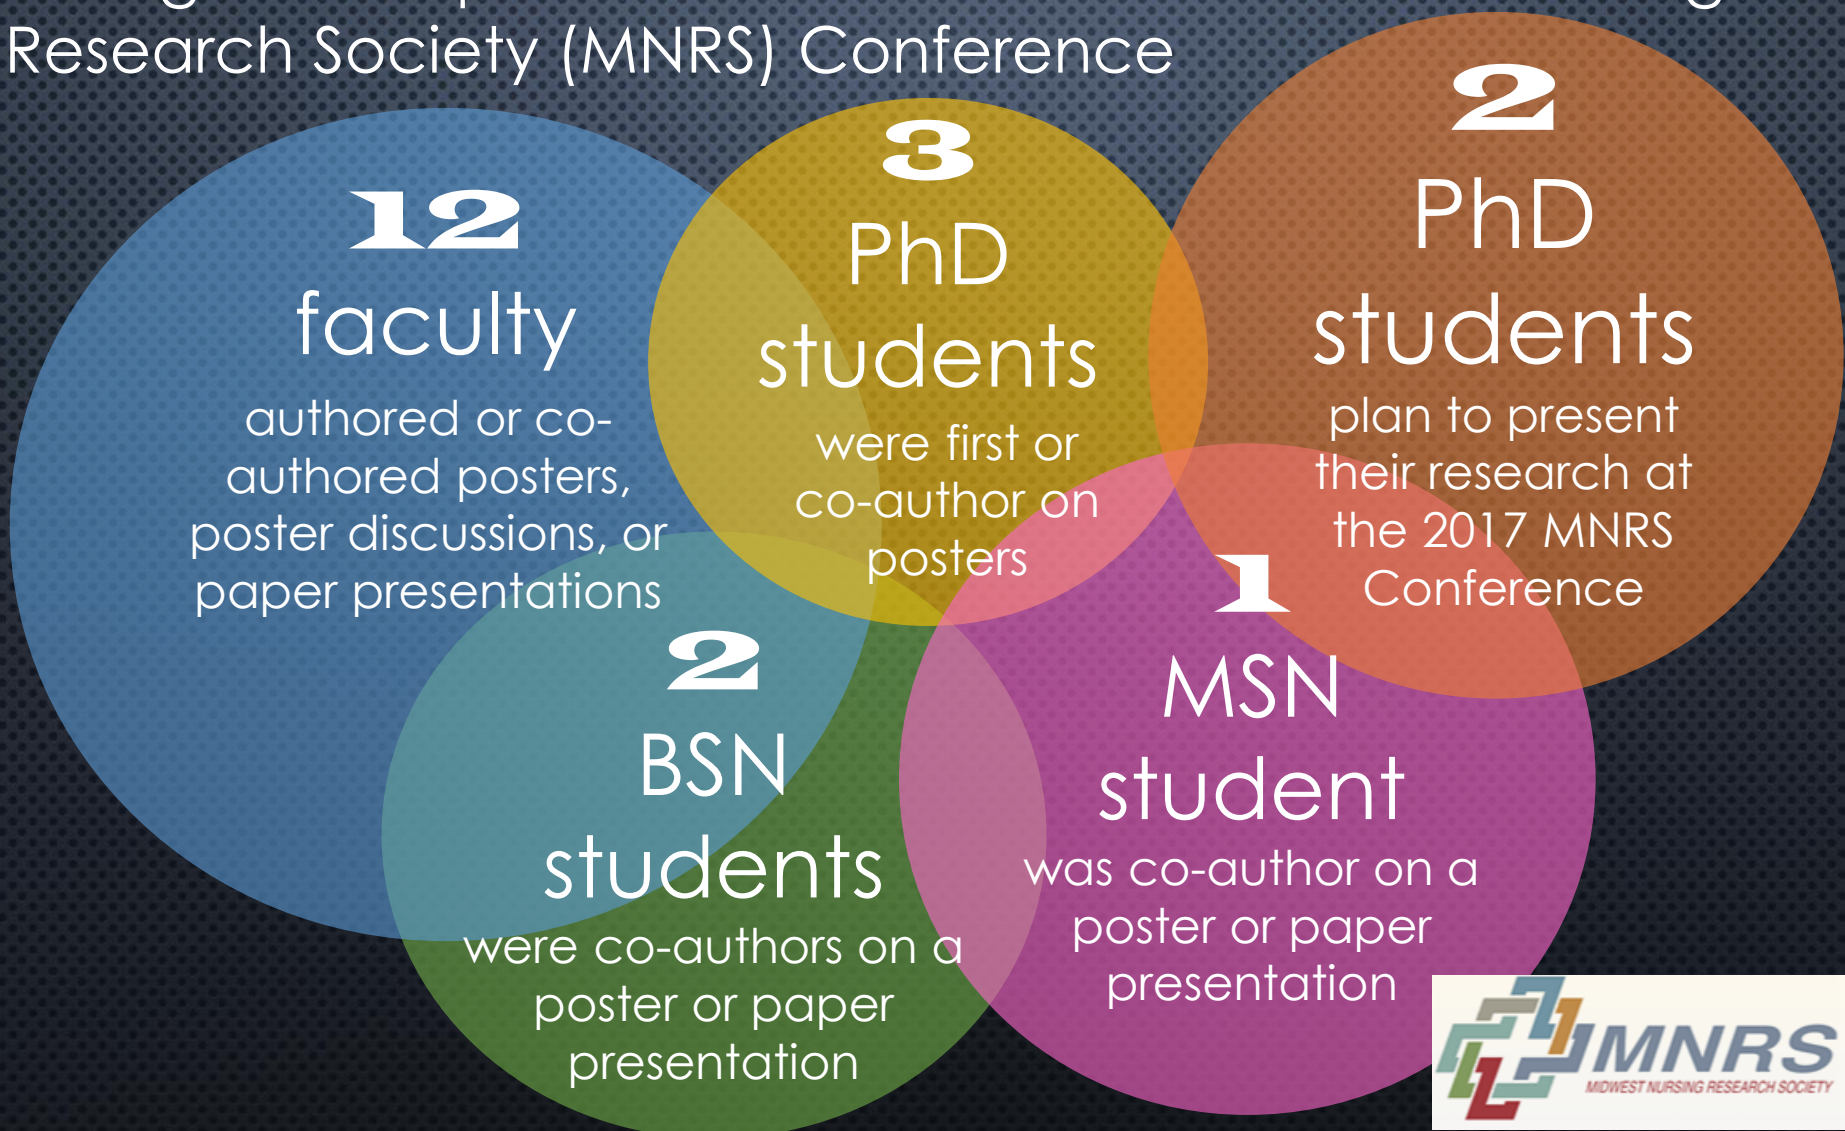 Research Society (MNRS) Conference
12
faculty
authored or co-
authored posters,
poster discussions, or
paper presentations
3
PhD
students
were first or
co-author on
posters
2
PhD
students
plan to present
their research at
the 2017 MNRS
Conference
2
BSN
students
were co-authors on a
poster or paper
presentation
1
MSN
student
was co-author on a
poster or paper
presentation
MNRS
MIDWEST NURSING RESEARCH SOCIETY